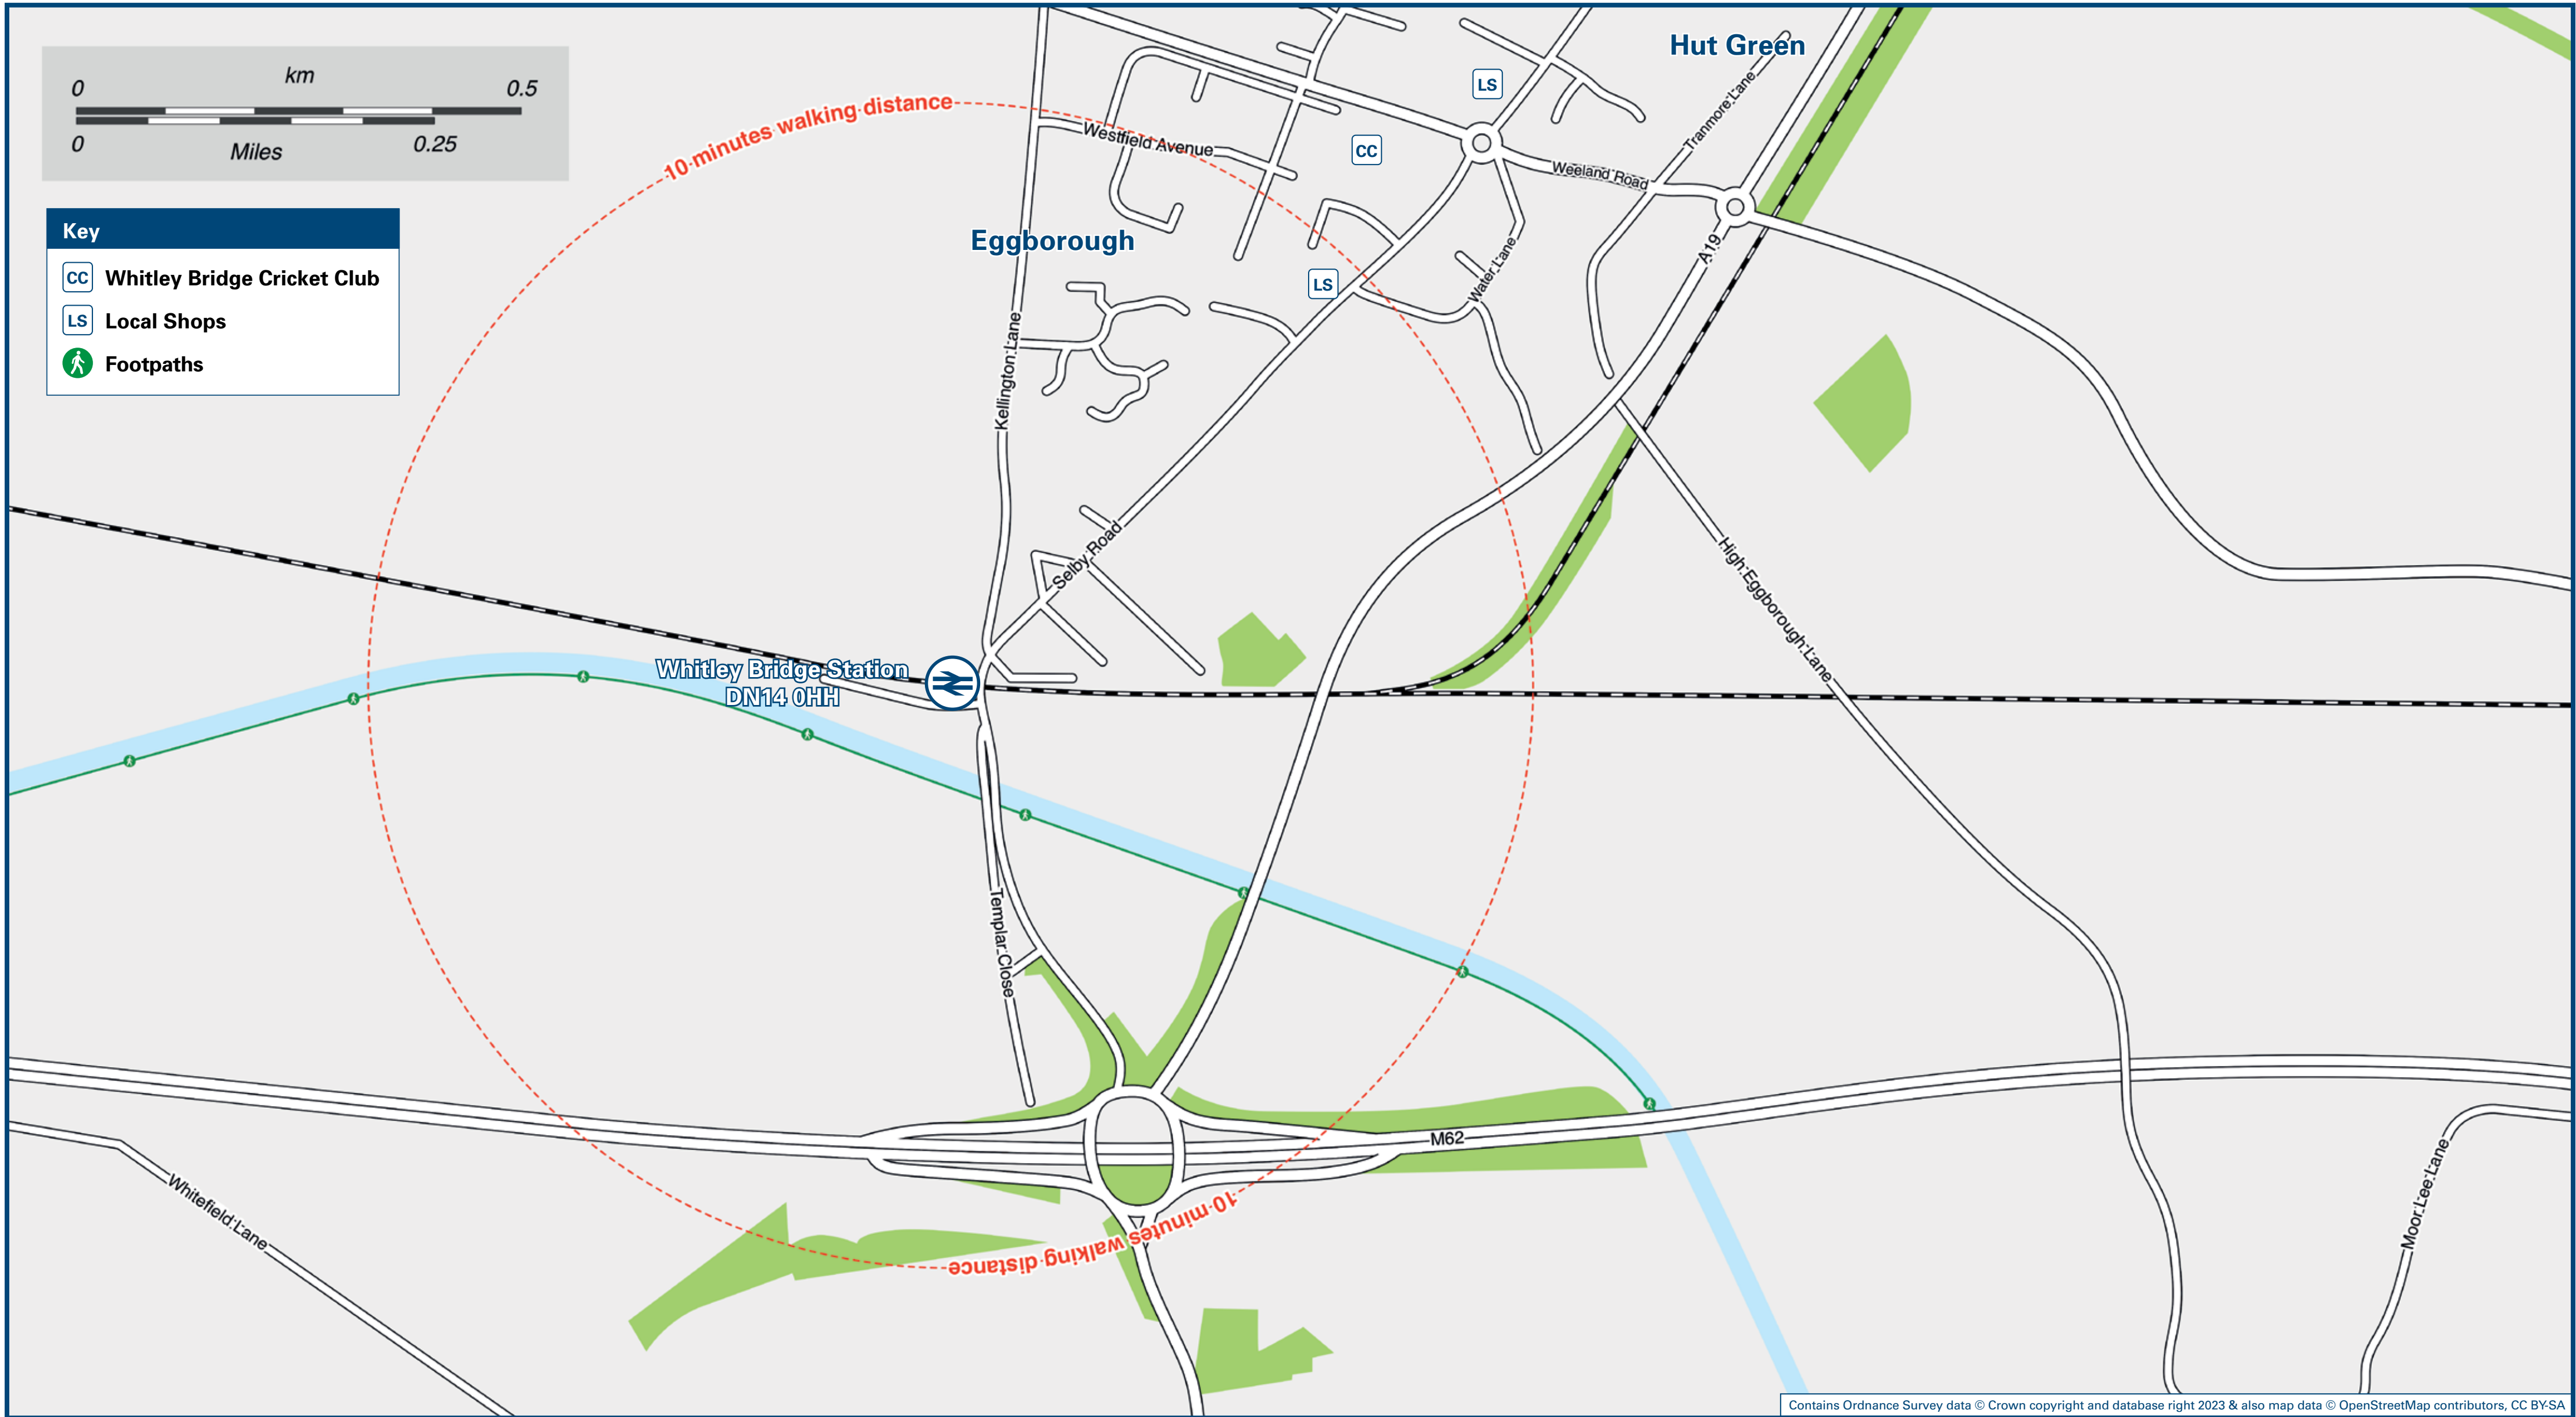 km
0
0.5
0
0.25
Miles
Key
CC Whitley Bridge Cricket Club
LS Local Shops
Footpaths
10 minutes walking distance
Hut Green
LS
CC
Tranmore Lane
Westfield Avenue
Weeland Road
Eggborough
A19
LS
Water Lane
Kellington Lane
Selby Road
High Eggborough Lane
Whitley Bridge Station
DN14 0HH
Templar Close
M62
Whitefield Lane
Moor Lee Lane
10 minutes walking distance
Contains Ordnance Survey data © Crown copyright and database right 2023 & also map data © OpenStreetMap contributors, CC BY-SA